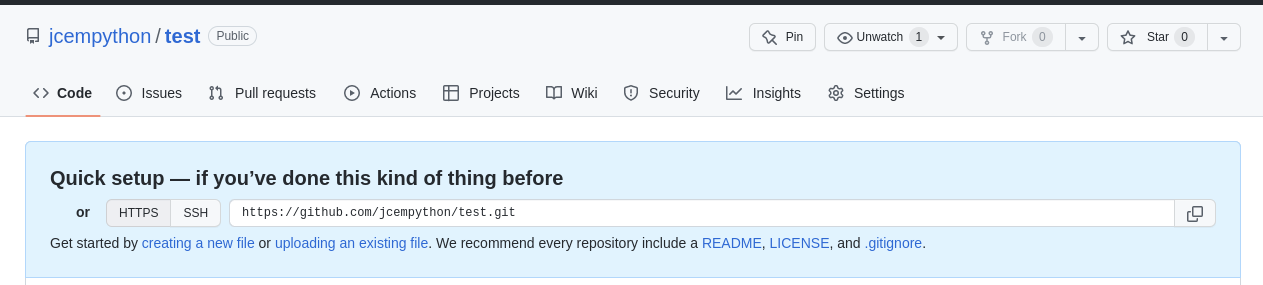 jcempython / test Public
Pin Unwatch 1 Fork 0 Star 0
Code Issues Pull requests Actions Projects Wiki Security Insights Settings
Quick setup — if you’ve done this kind of thing before
or HTTPS SSH https://github.com/jcempython/test.git
Get started by creating a new file or uploading an existing file. We recommend every repository include a README, LICENSE, and .gitignore.